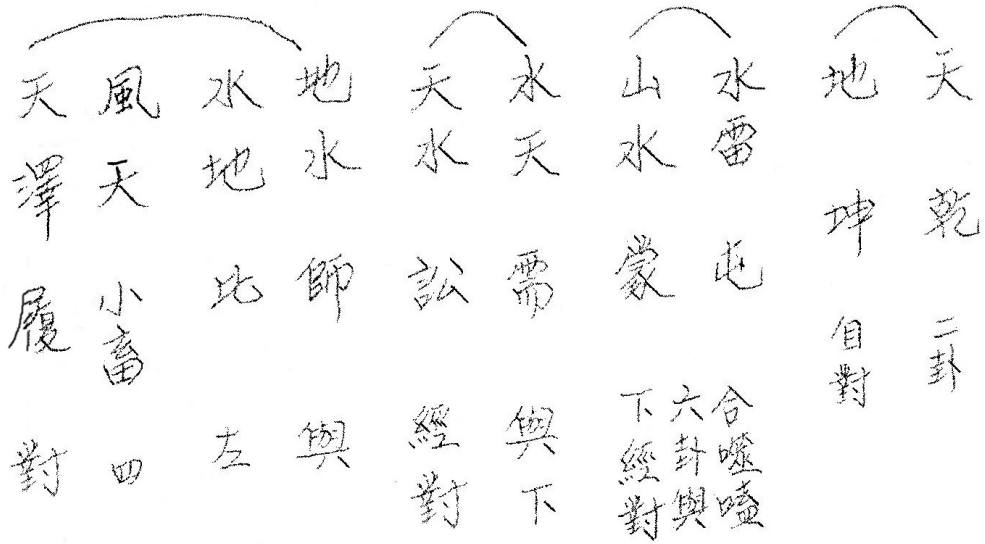 天乾二卦
地坤自對
水雷屯合噬嗑
六卦與
山水蒙下經對
水天需與下
天水訟經對
地水師與
水地比左
風天小畜四
天澤履對